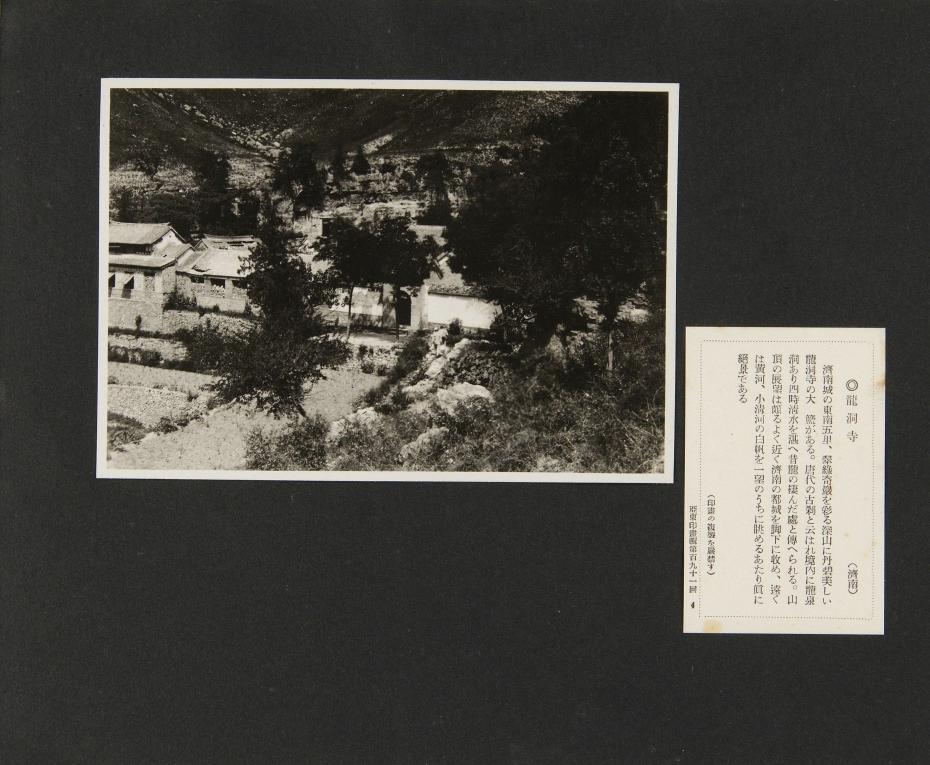 ◎龍洞寺　（濟南）
濟南城の東南五里、翠綠奇巖を彩る深山に丹碧美しい
龍洞寺の大　籃がある。唐代の古刹と云はれ境内に龍泉
洞あり四時淸水を湛へ昔龍の棲んだ處と傳へられる。山
頂の展望は頗るよく近く濟南の都城を脚下に收め、遠く
は黃河、小淸河の白帆を一望のうちに眺めるあたり眞に
絕景である
（印畫の複製を嚴禁す）
亞東印畫輯第百九十一回　4